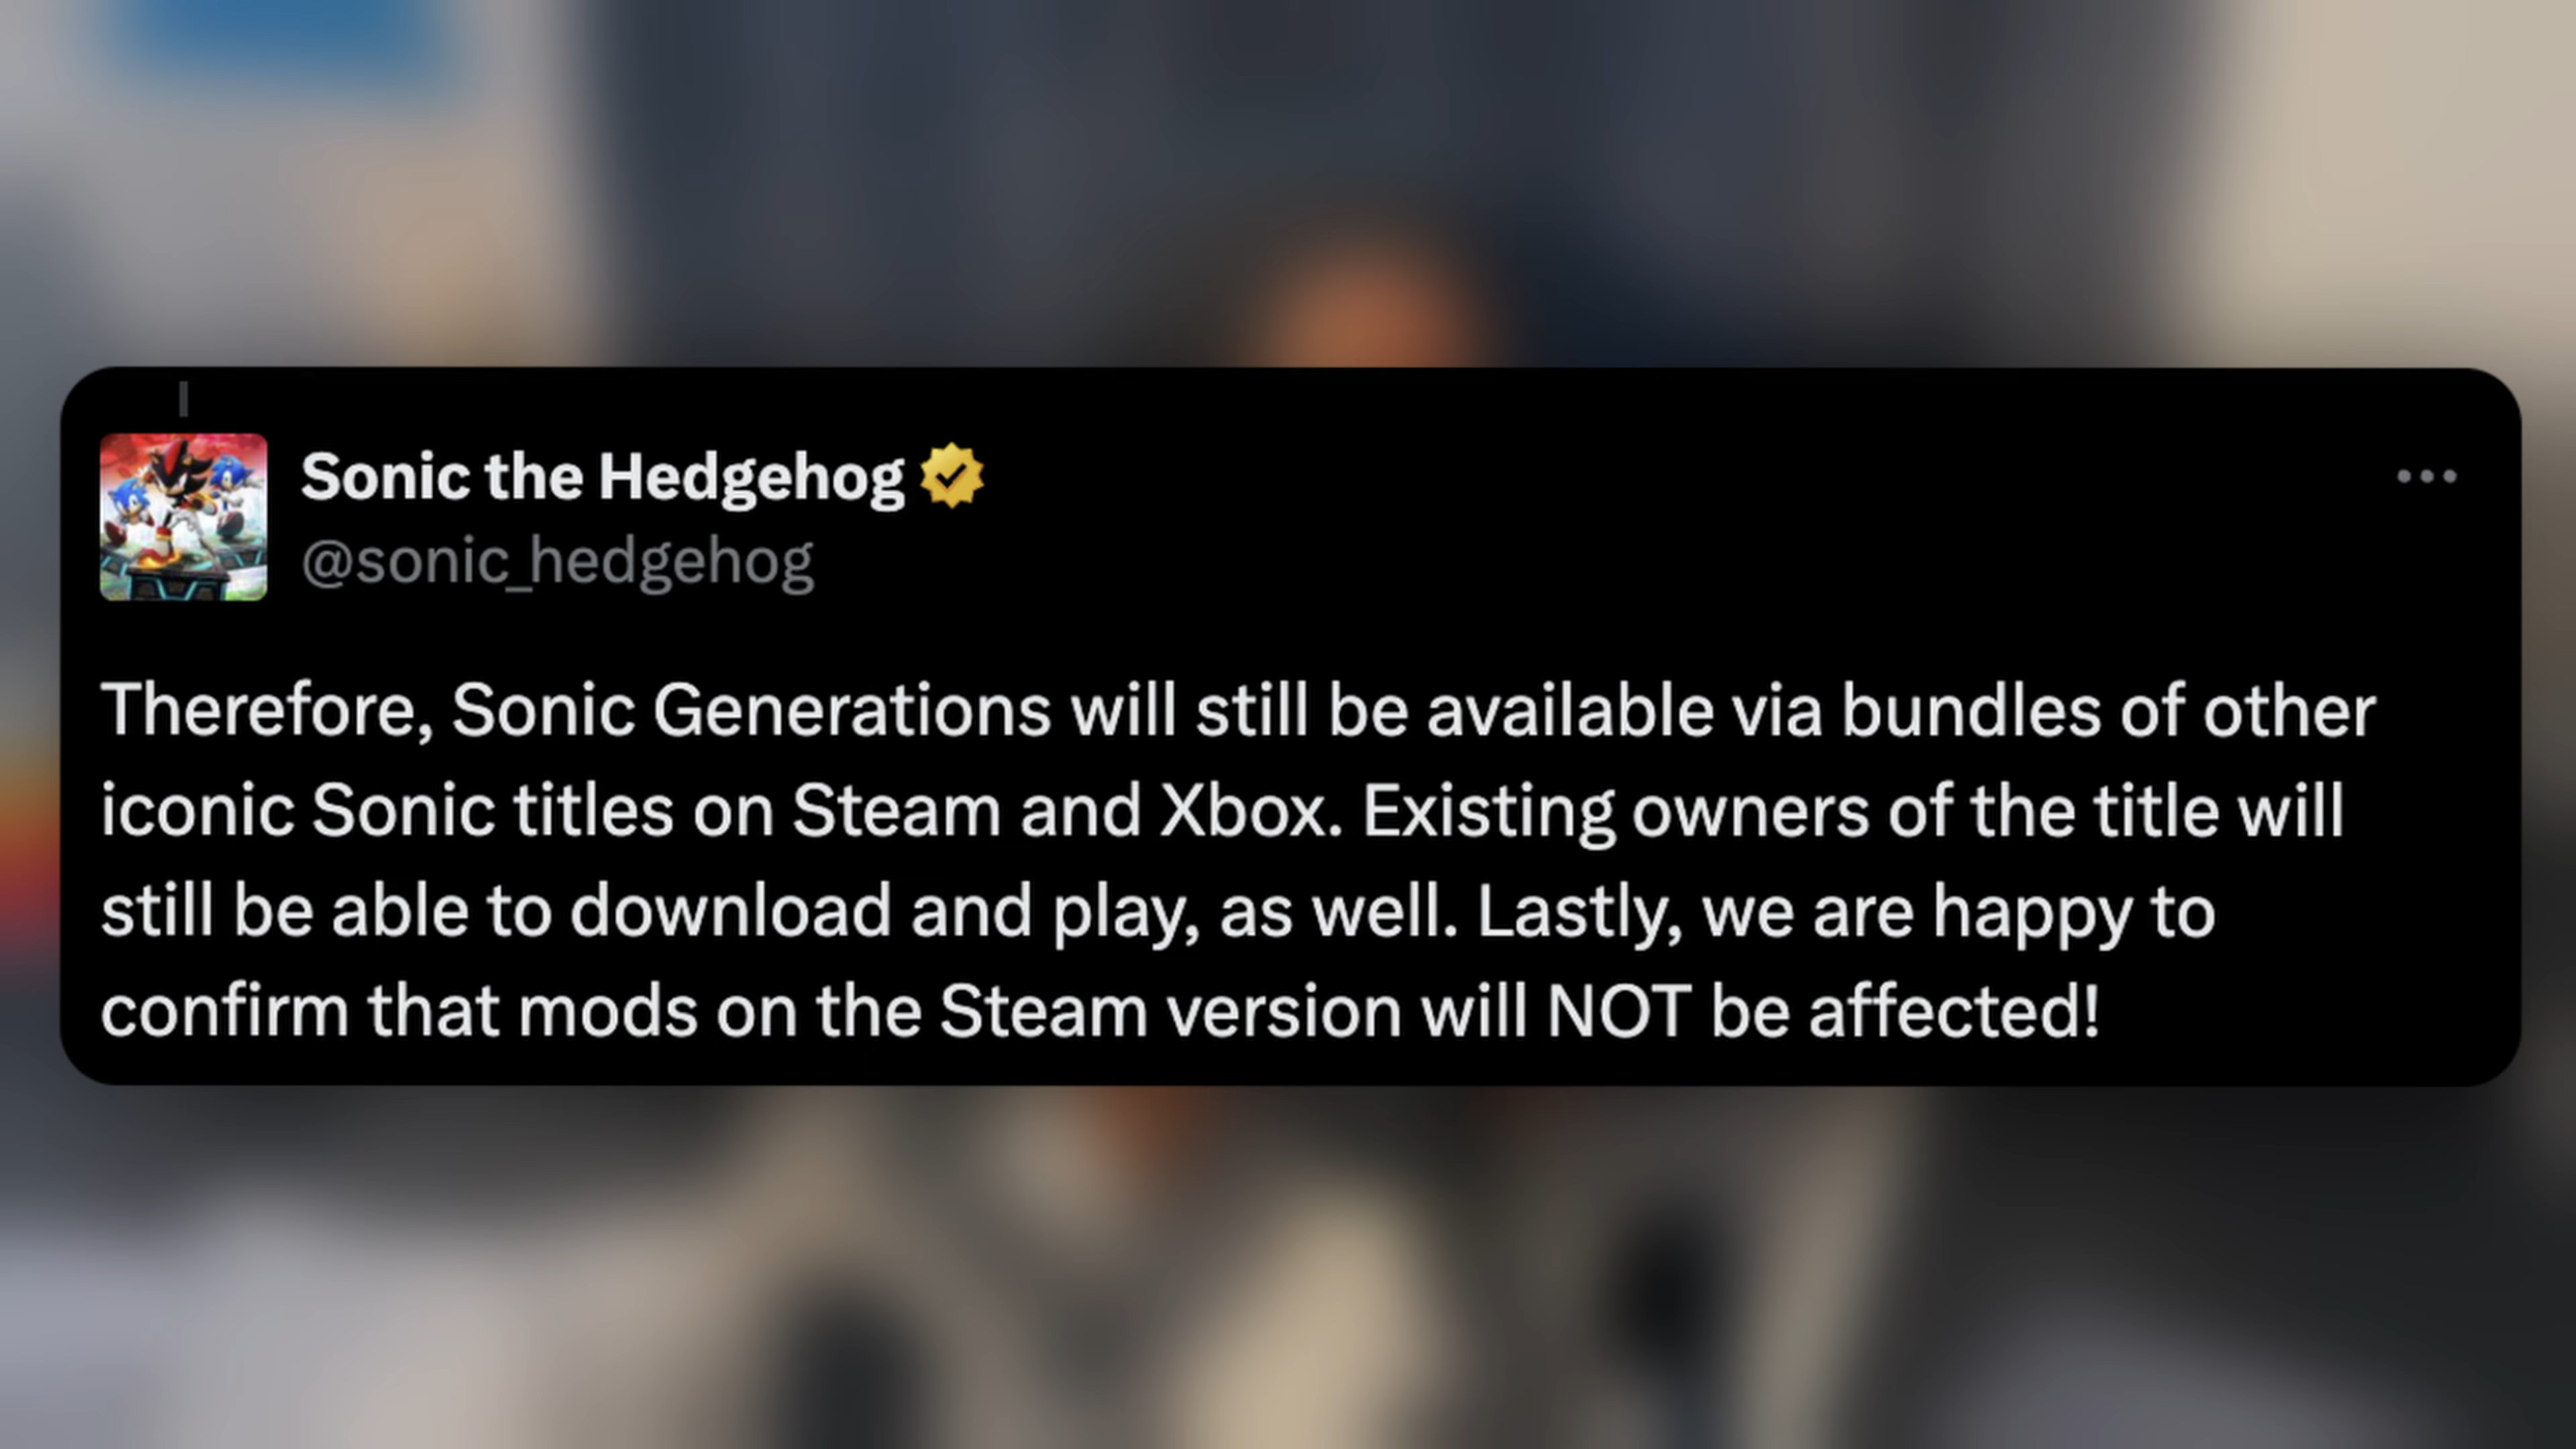 Sonic the Hedgehog
@sonic_hedgehog
Therefore, Sonic Generations will still be available via bundles of other
iconic Sonic titles on Steam and Xbox. Existing owners of the title will
still be able to download and play, as well. Lastly, we are happy to
confirm that mods on the Steam version will NOT be affected!